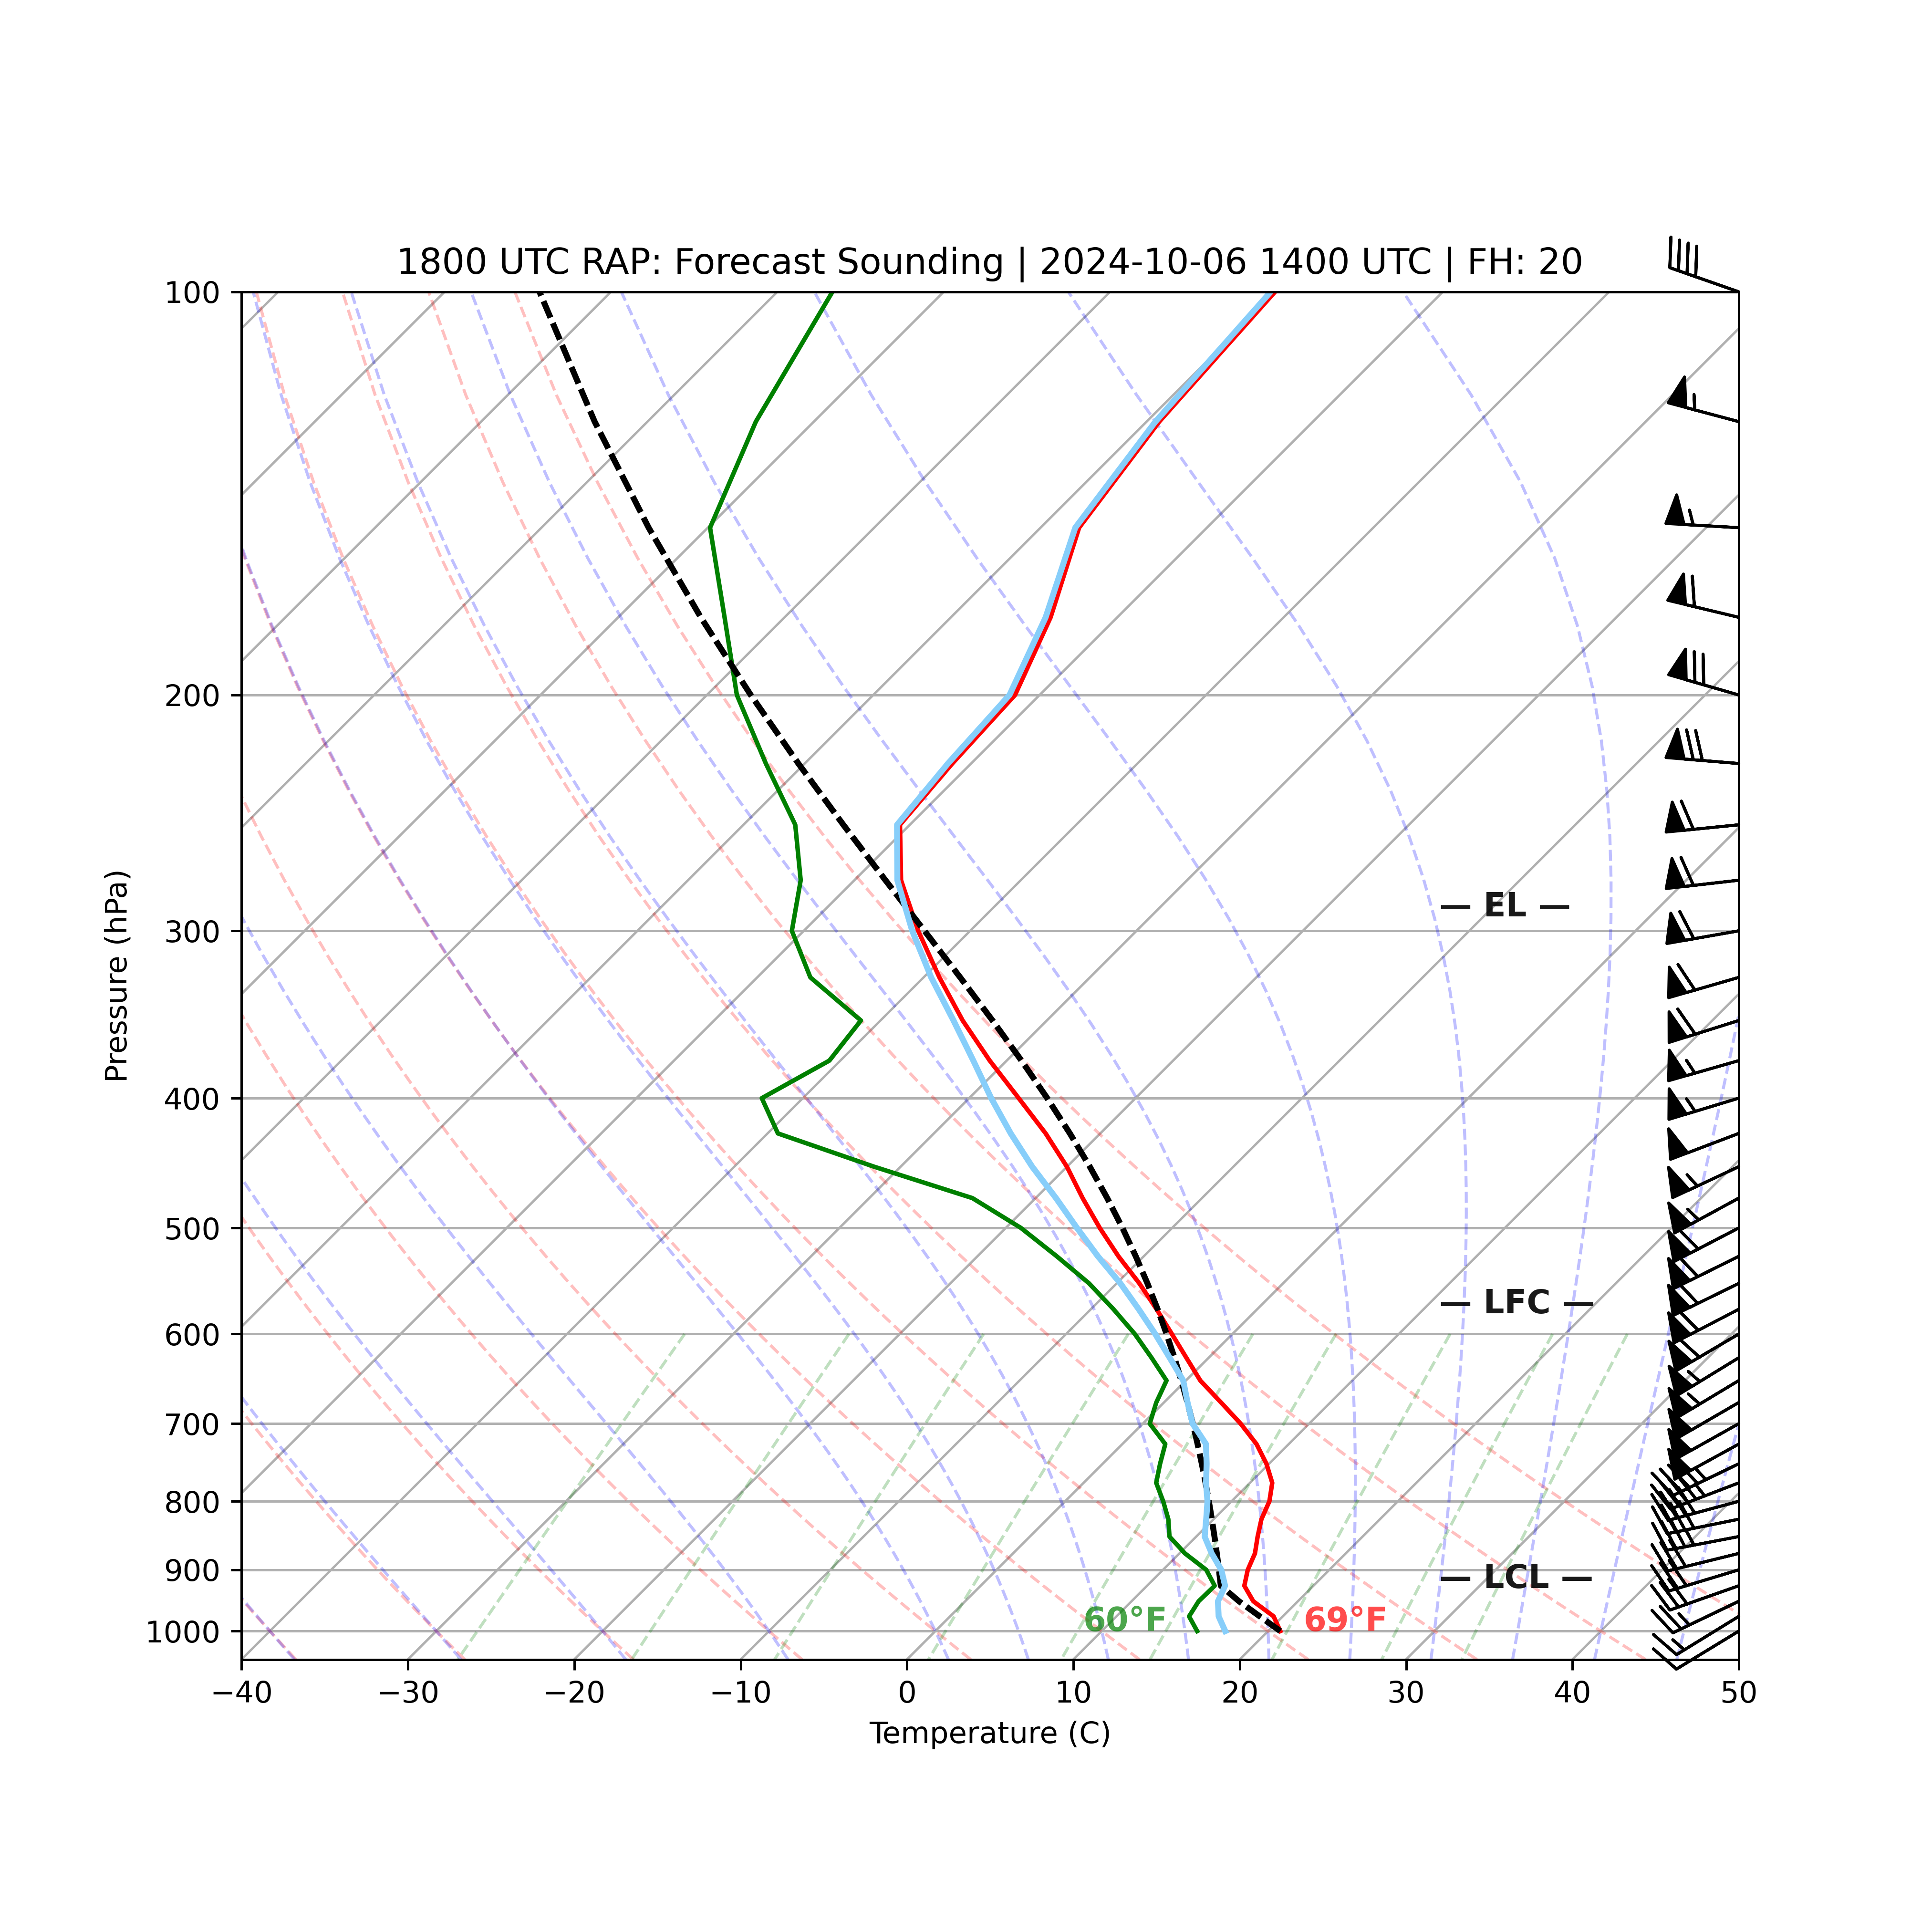 1800 UTC RAP: Forecast Sounding | 2024-10-06 1400 UTC | FH: 20
100
200
300
400
500
600
700
800
900
1000
Pressure (hPa)
— EL —
— LFC —
— LCL —
60°F
69°F
−40 −30 −20 −10 0 10 20 30 40 50
Temperature (C)